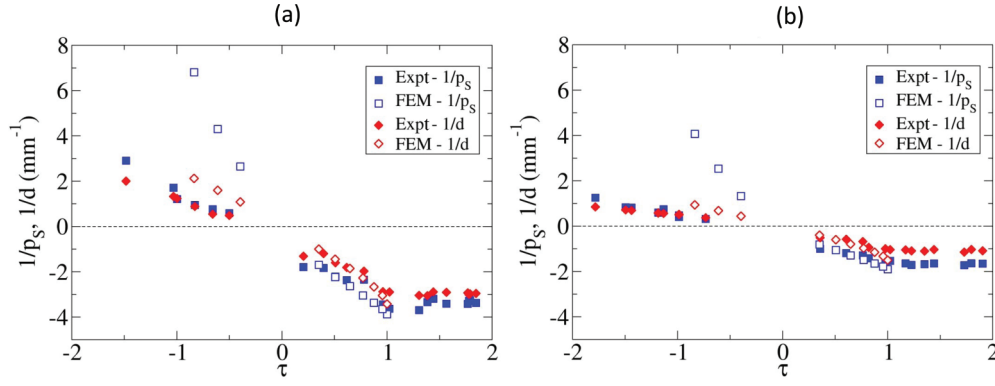 (a)
(b)
8
6
4
2
0
-2
-4
-2
-1
0
1
2
τ
1/pS, 1/d (mm-1)
Expt - 1/pS
FEM - 1/pS
Expt - 1/d
FEM - 1/d
8
6
4
2
0
-2
-4
-2
-1
0
1
2
τ
1/pS, 1/d (mm-1)
Expt - 1/pS
FEM - 1/pS
Expt - 1/d
FEM - 1/d